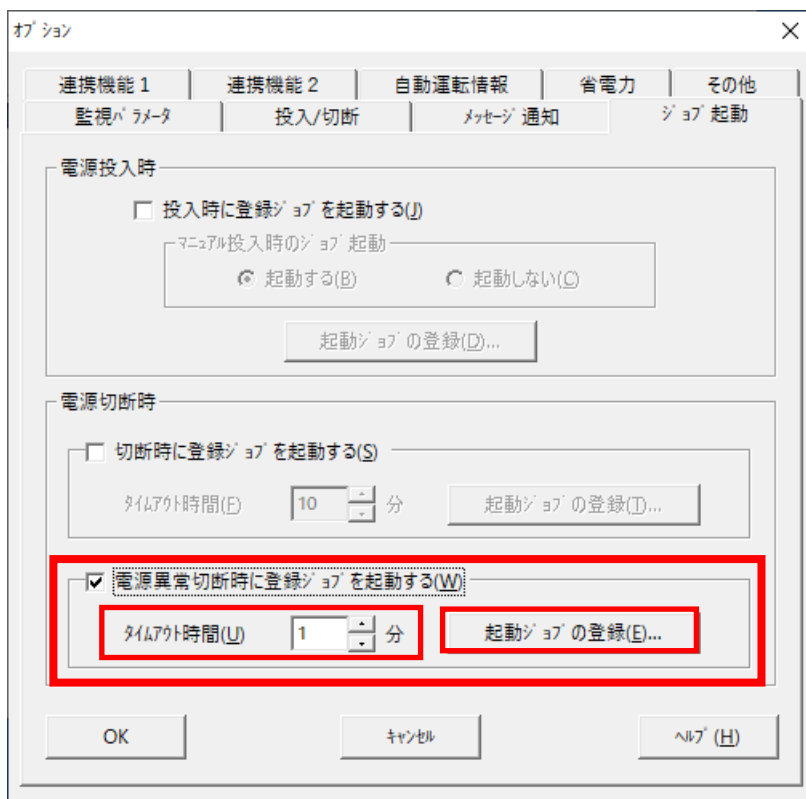 ｵﾌﾟｼｮﾝ
連携機能１ 連携機能２ 自動運転情報 省電力 その他
監視ﾊﾟﾗﾒｰﾀ 投入/切断 ﾒｯｾｰｼﾞ通知 ｼﾞｮﾌﾞ起動
電源投入時
投入時に登録ｼﾞｮﾌﾞを起動する(J)
ﾏﾆｭｱﾙ投入時のｼﾞｮﾌﾞ起動
起動する(B) 起動しない(C)
起動ｼﾞｮﾌﾞの登録(D)...
電源切断時
切断時に登録ｼﾞｮﾌﾞを起動する(S)
ﾀｲﾑｱｳﾄ時間(F) 10 分 起動ｼﾞｮﾌﾞの登録(T)...
電源異常切断時に登録ｼﾞｮﾌﾞを起動する(W)
ﾀｲﾑｱｳﾄ時間(U) 1 分 起動ｼﾞｮﾌﾞの登録(E)...
OK ｷｬﾝｾﾙ ﾍﾙﾌﾟ(H)